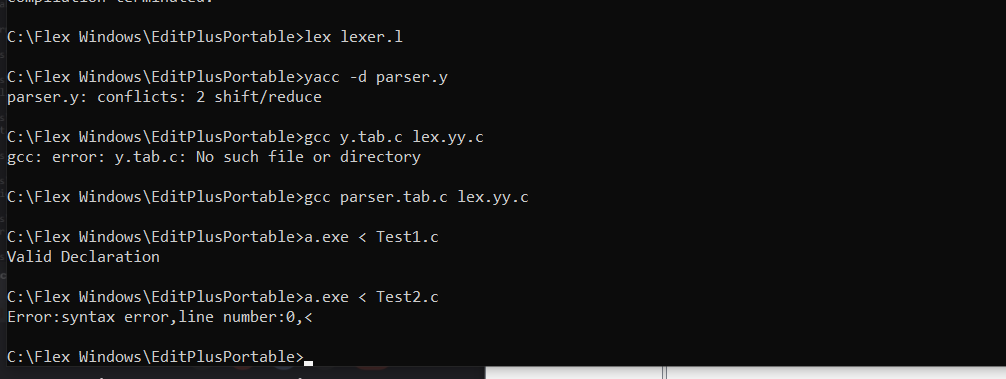 compilation terminated.
C:\Flex Windows\EditPlusPortable>lex lexer.l
C:\Flex Windows\EditPlusPortable>yacc -d parser.y
parser.y: conflicts: 2 shift/reduce
C:\Flex Windows\EditPlusPortable>gcc y.tab.c lex.yy.c
gcc: error: y.tab.c: No such file or directory
C:\Flex Windows\EditPlusPortable>gcc parser.tab.c lex.yy.c
C:\Flex Windows\EditPlusPortable>a.exe < Test1.c
Valid Declaration
C:\Flex Windows\EditPlusPortable>a.exe < Test2.c
Error:syntax error,line number:0,<
C:\Flex Windows\EditPlusPortable>